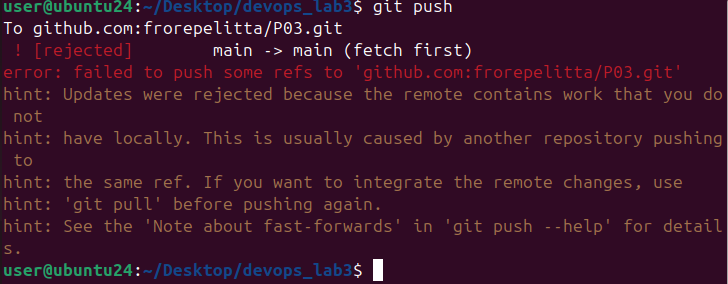 user@ubuntu24:~/Desktop/devops_lab3$ git push
To github.com:frorepelitta/P03.git
 ! [rejected]        main -> main (fetch first)
error: failed to push some refs to 'github.com:frorepelitta/P03.git'
hint: Updates were rejected because the remote contains work that you do
 not
hint: have locally. This is usually caused by another repository pushing
 to
hint: the same ref. If you want to integrate the remote changes, use
hint: 'git pull' before pushing again.
hint: See the 'Note about fast-forwards' in 'git push --help' for detail
s.
user@ubuntu24:~/Desktop/devops_lab3$